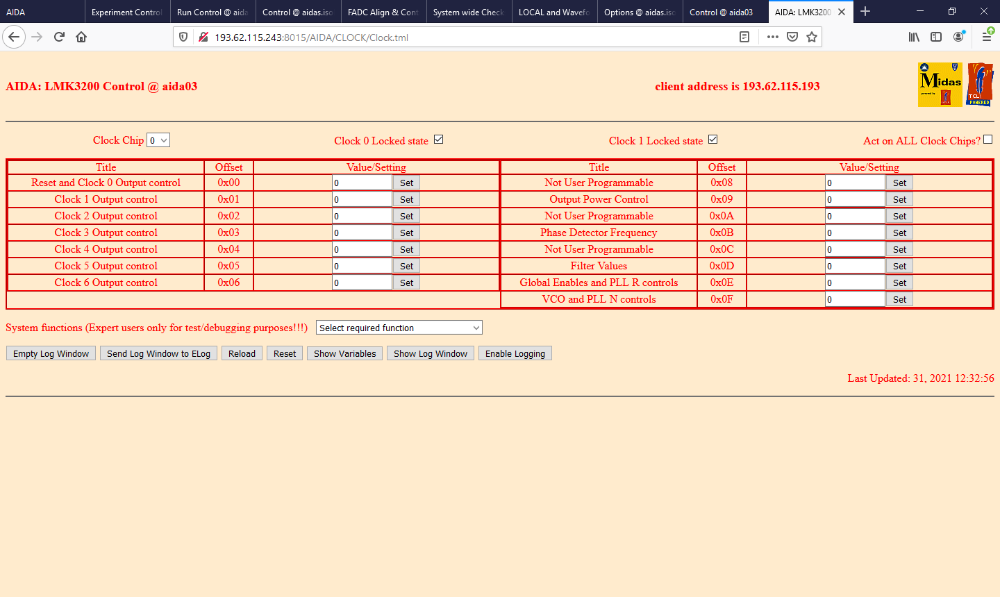 AIDA
Experiment Control
Run Control @ aida
Control @ aidas.iso
FADC Align & Cont
System wide Check
LOCAL and Wavefo
Options @ aidas.iso
Control @ aida03
AIDA: LMK3200
193.62.115.243:8015/AIDA/CLOCK/Clock.tml
AIDA: LMK3200 Control @ aida03
client address is 193.62.115.193
Midas
powered by
TCL
POWERED
Clock Chip 0
Clock 0 Locked state
Clock 1 Locked state
Act on ALL Clock Chips?
Title Offset Value/Setting Title Offset Value/Setting
Reset and Clock 0 Output control 0x00 0 Set Not User Programmable 0x08 0 Set
Clock 1 Output control 0x01 0 Set Output Power Control 0x09 0 Set
Clock 2 Output control 0x02 0 Set Not User Programmable 0x0A 0 Set
Clock 3 Output control 0x03 0 Set Phase Detector Frequency 0x0B 0 Set
Clock 4 Output control 0x04 0 Set Not User Programmable 0x0C 0 Set
Clock 5 Output control 0x05 0 Set Filter Values 0x0D 0 Set
Clock 6 Output control 0x06 0 Set Global Enables and PLL R controls 0x0E 0 Set
VCO and PLL N controls 0x0F 0 Set
System functions (Expert users only for test/debugging purposes!!!) Select required function
Empty Log Window Send Log Window to ELog Reload Reset Show Variables Show Log Window Enable Logging
Last Updated: 31, 2021 12:32:56